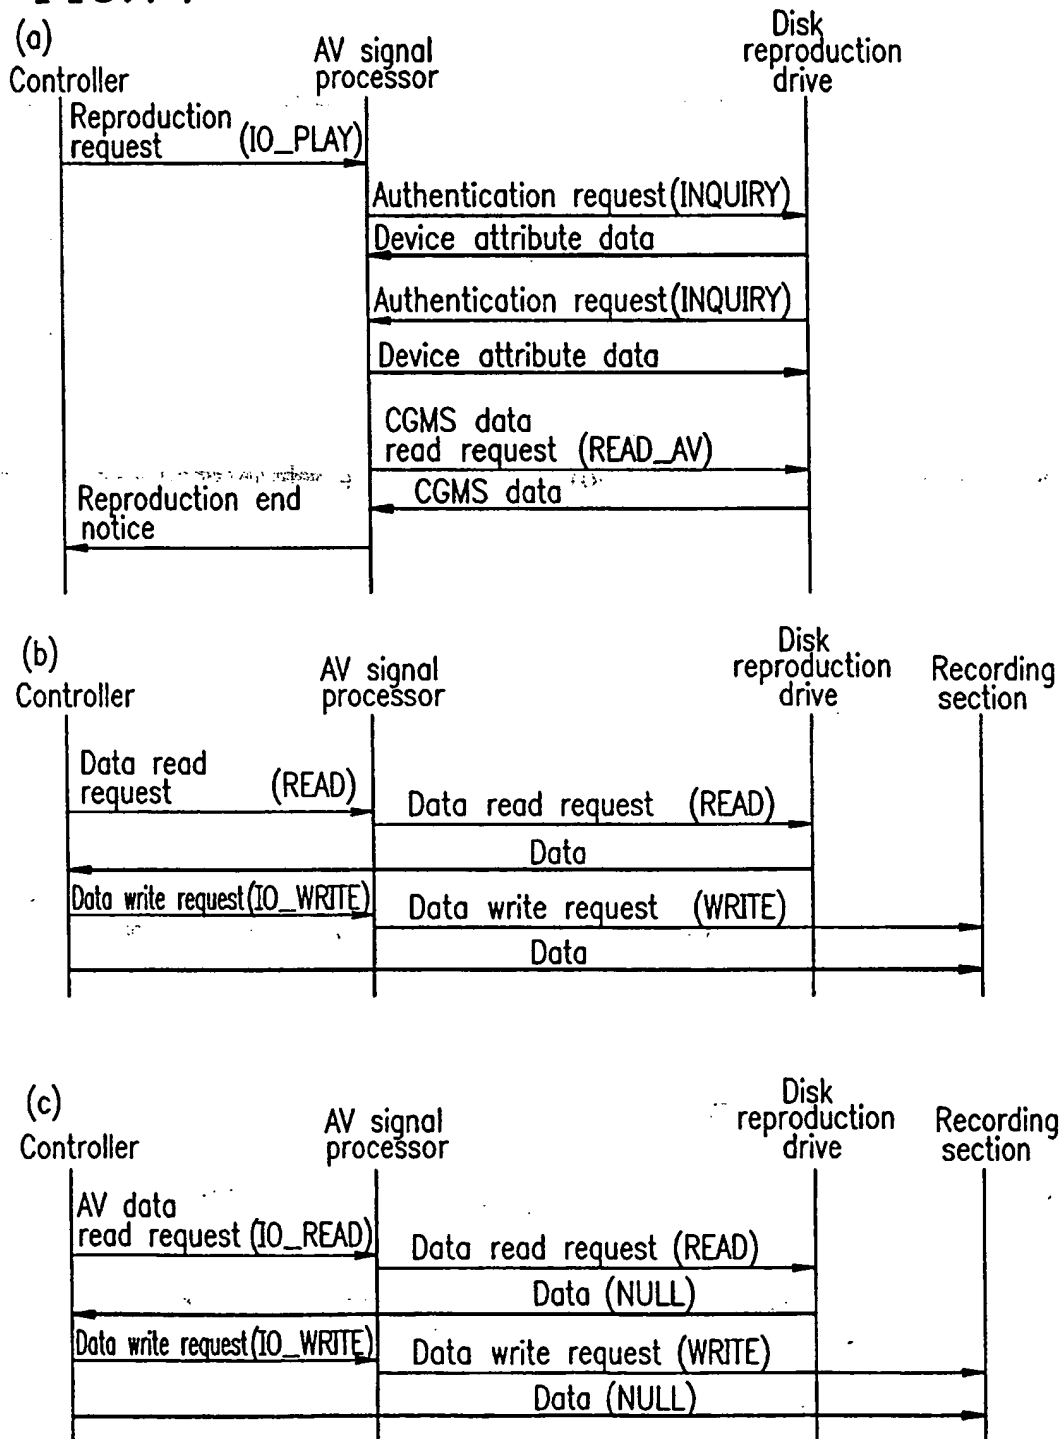 (a)
Controller
AV signal
processor
Disk
reproduction
drive
Reproduction
request (IO_PLAY)
Authentication request(INQUIRY)
Device attribute data
Authentication request(INQUIRY)
Device attribute data
CGMS data
read request (READ_AV)
CGMS data
Reproduction end
notice
(b)
Controller
AV signal
processor
Disk
reproduction
drive
Recording
section
Data read
request (READ)
Data read request (READ)
Data
Data write request(IO_WRITE)
Data write request (WRITE)
Data
(c)
Controller
AV signal
processor
Disk
reproduction
drive
Recording
section
AV data
read request (IO_READ)
Data read request (READ)
Data (NULL)
Data write request(IO_WRITE)
Data write request (WRITE)
Data (NULL)